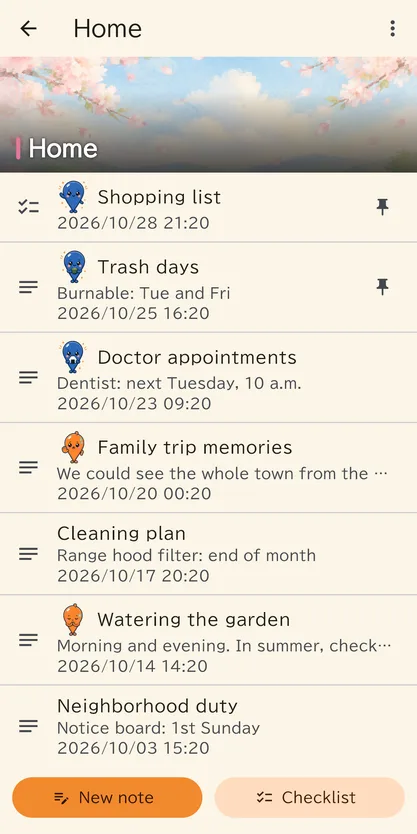 Home
Home
Shopping list
2026/10/28 21:20
Trash days
Burnable: Tue and Fri
2026/10/25 16:20
Doctor appointments
Dentist: next Tuesday, 10 a.m.
2026/10/23 09:20
Family trip memories
We could see the whole town from the …
2026/10/20 00:20
Cleaning plan
Range hood filter: end of month
2026/10/17 20:20
Watering the garden
Morning and evening. In summer, check…
2026/10/14 14:20
Neighborhood duty
Notice board: 1st Sunday
2026/10/03 15:20
New note
Checklist